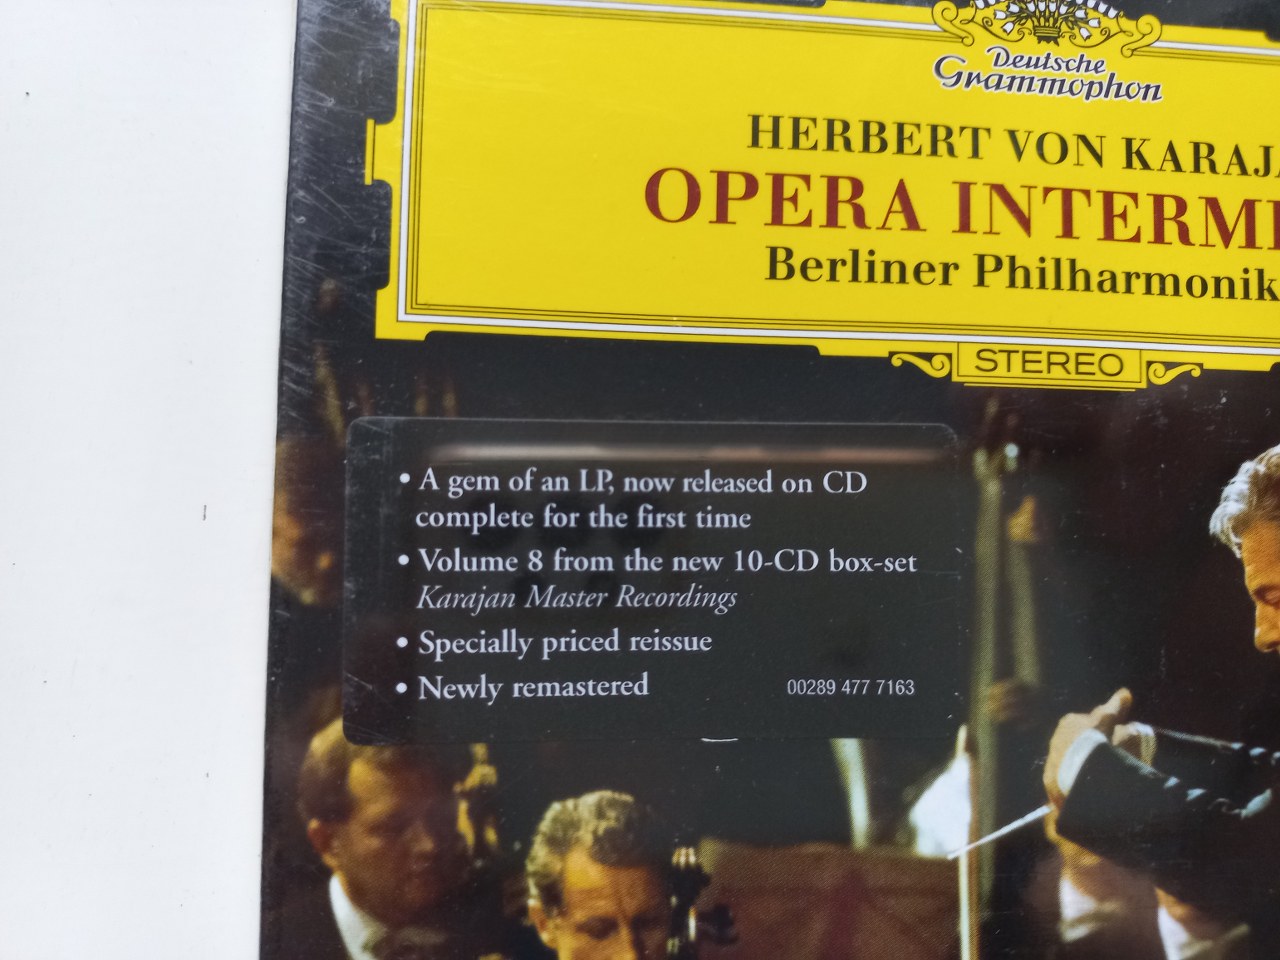 Deutsche
Grammophon
HERBERT VON KARAJA
OPERA INTERM
Berliner Philharmonik
STEREO
• A gem of an LP, now released on CD
complete for the first time
• Volume 8 from the new 10-CD box-set
Karajan Master Recordings
• Specially priced reissue
• Newly remastered 00289 477 7163